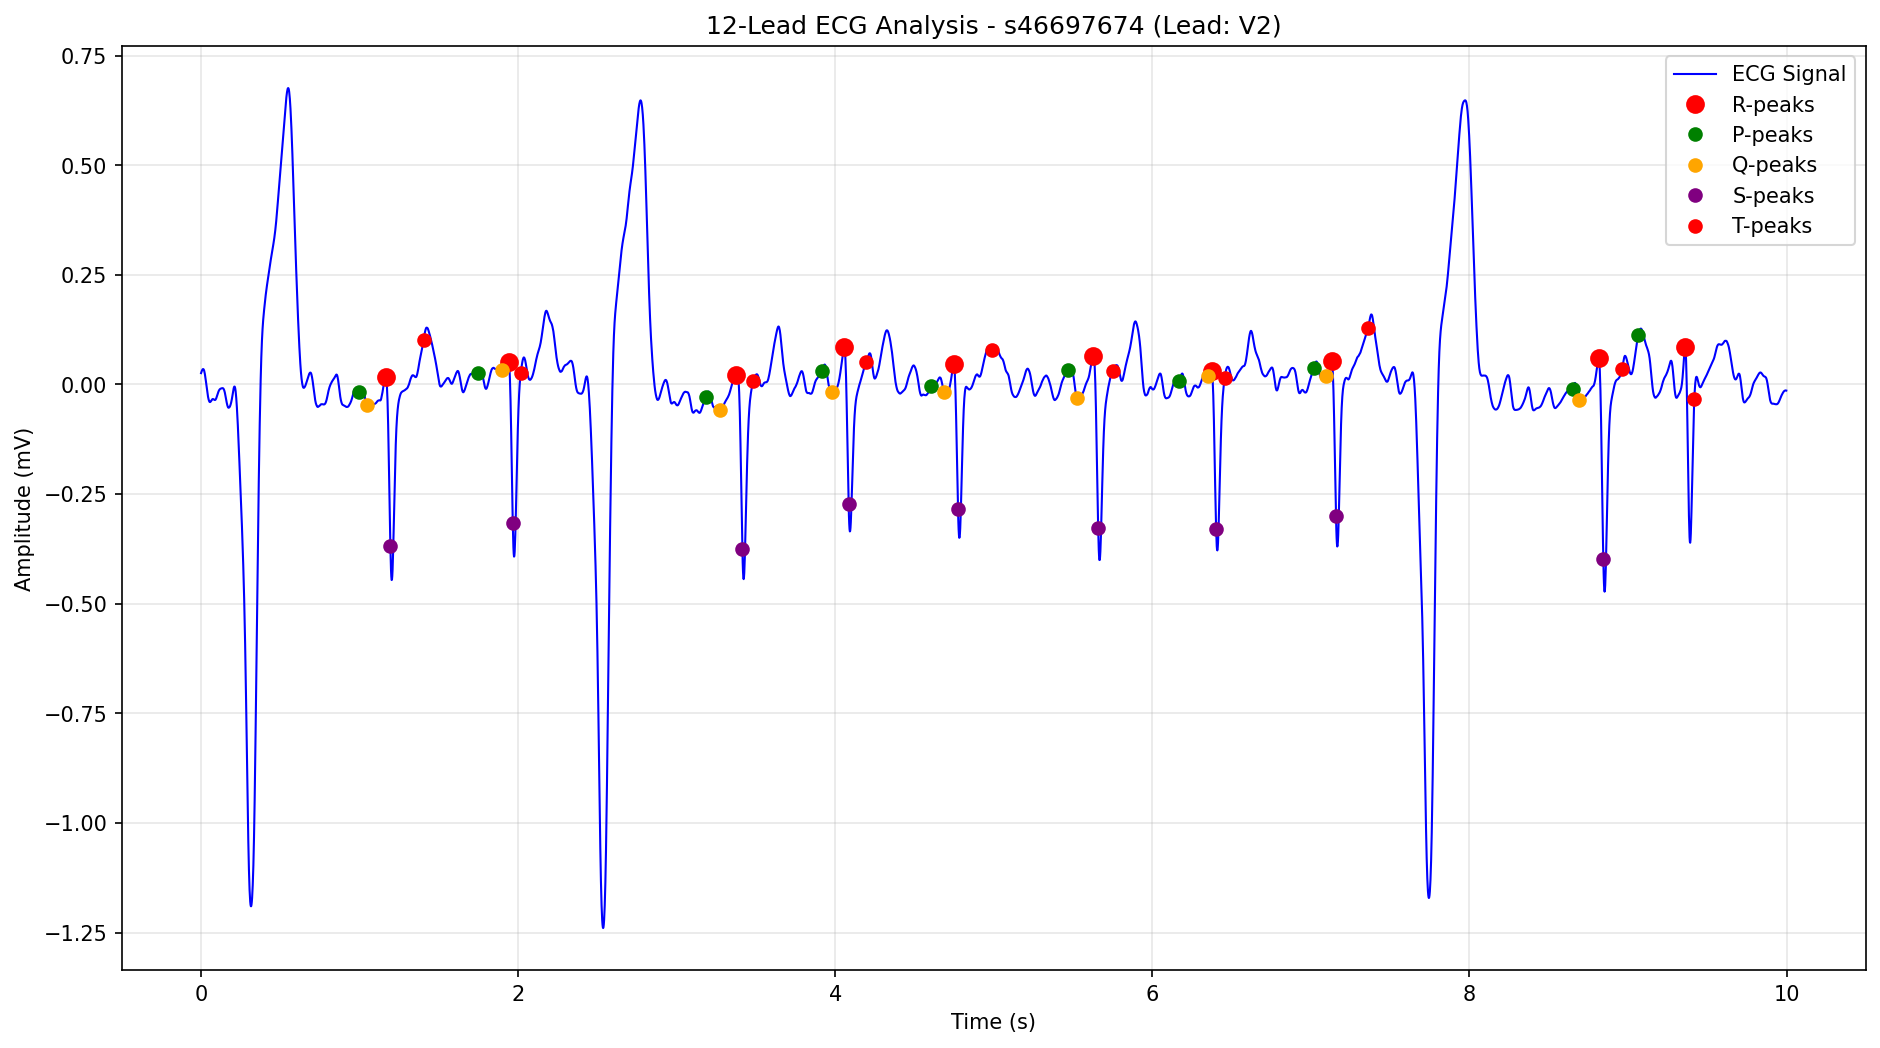 12-Lead ECG Analysis - s46697674 (Lead: V2)
ECG Signal
R-peaks
P-peaks
Q-peaks
S-peaks
T-peaks
Amplitude (mV)
0.75
0.50
0.25
0.00
−0.25
−0.50
−0.75
−1.00
−1.25
0 2 4 6 8 10
Time (s)